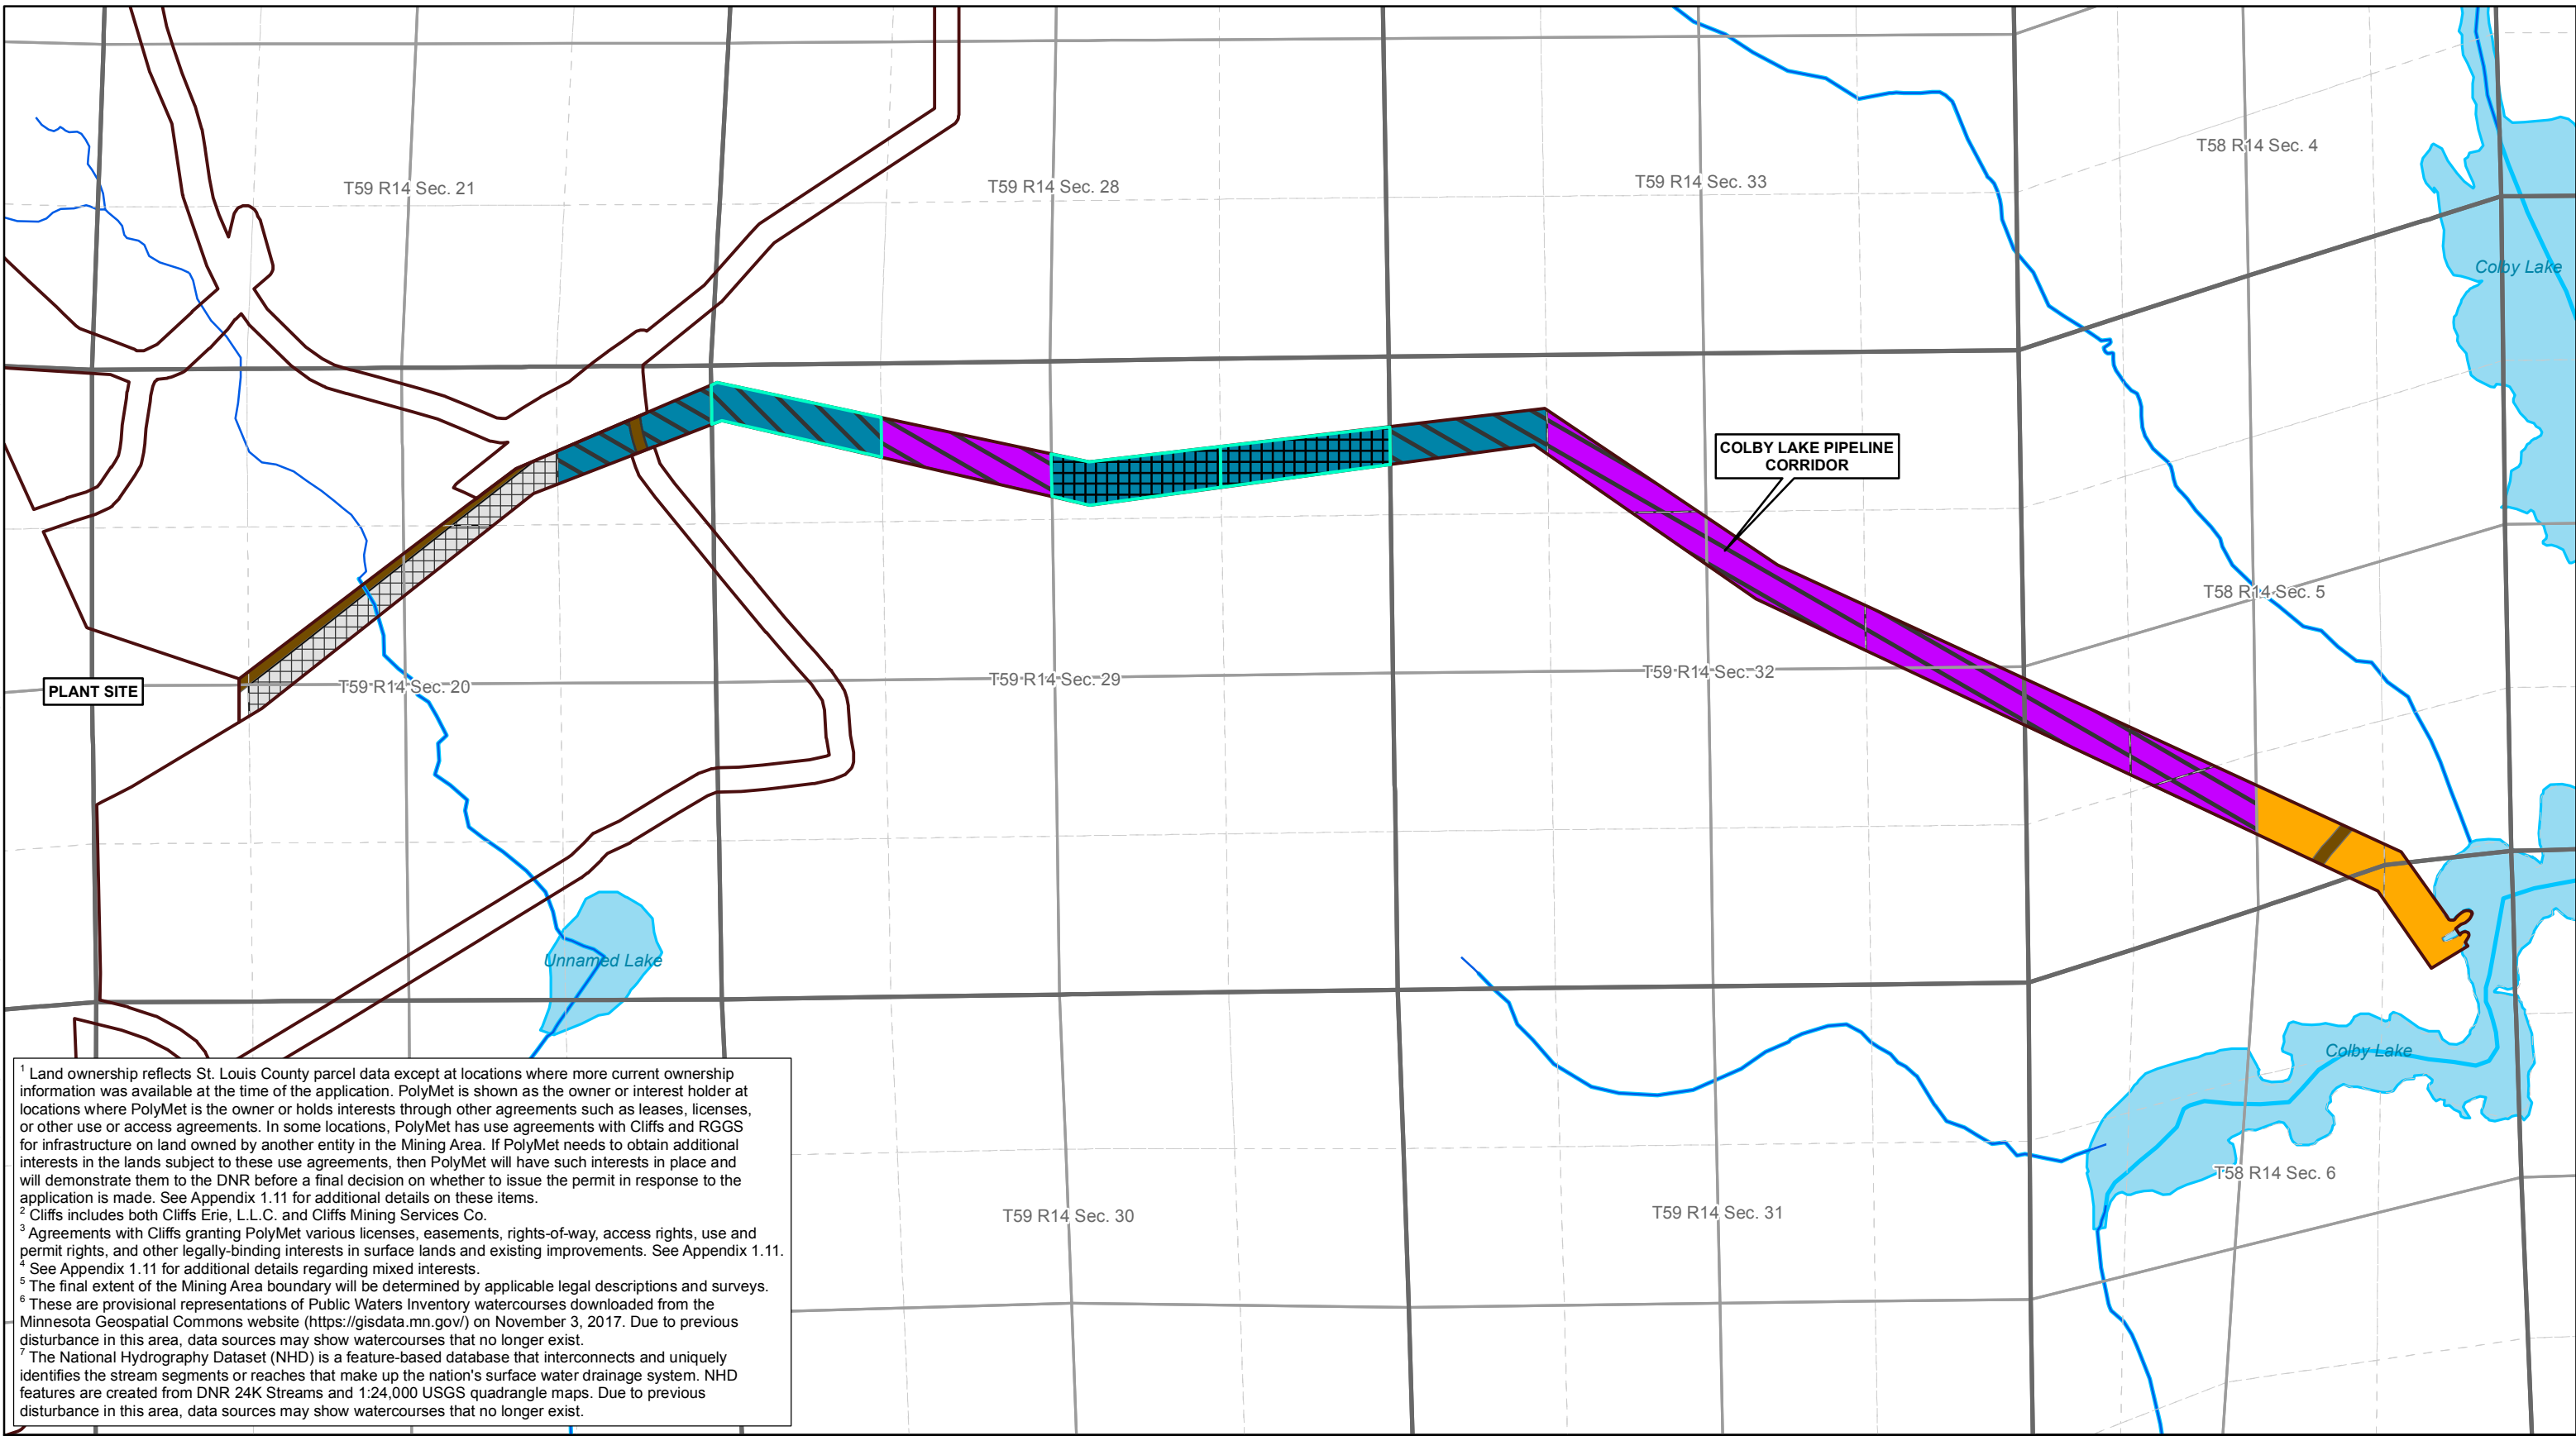 T58 R14 Sec. 4
T59 R14 Sec. 21
T59 R14 Sec. 28
T59 R14 Sec. 33
Colby Lake
COLBY LAKE PIPELINE
CORRIDOR
T58 R14 Sec. 5
PLANT SITE
T59 R14 Sec. 20
T59 R14 Sec. 29
T59 R14 Sec. 32
Unnamed Lake
Colby Lake
T58 R14 Sec. 6
T59 R14 Sec. 30
T59 R14 Sec. 31
1 Land ownership reflects St. Louis County parcel data except at locations where more current ownership
information was available at the time of the application. PolyMet is shown as the owner or interest holder at
locations where PolyMet is the owner or holds interests through other agreements such as leases, licenses,
or other use or access agreements. In some locations, PolyMet has use agreements with Cliffs and RGGS
for infrastructure on land owned by another entity in the Mining Area. If PolyMet needs to obtain additional
interests in the lands subject to these use agreements, then PolyMet will have such interests in place and
will demonstrate them to the DNR before a final decision on whether to issue the permit in response to the
application is made. See Appendix 1.11 for additional details on these items.
2 Cliffs includes both Cliffs Erie, L.L.C. and Cliffs Mining Services Co.
3 Agreements with Cliffs granting PolyMet various licenses, easements, rights-of-way, access rights, use and
permit rights, and other legally-binding interests in surface lands and existing improvements. See Appendix 1.11.
4 See Appendix 1.11 for additional details regarding mixed interests.
5 The final extent of the Mining Area boundary will be determined by applicable legal descriptions and surveys.
6 These are provisional representations of Public Waters Inventory watercourses downloaded from the
Minnesota Geospatial Commons website (https://gisdata.mn.gov/) on November 3, 2017. Due to previous
disturbance in this area, data sources may show watercourses that no longer exist.
7 The National Hydrography Dataset (NHD) is a feature-based database that interconnects and uniquely
identifies the stream segments or reaches that make up the nation's surface water drainage system. NHD
features are created from DNR 24K Streams and 1:24,000 USGS quadrangle maps. Due to previous
disturbance in this area, data sources may show watercourses that no longer exist.